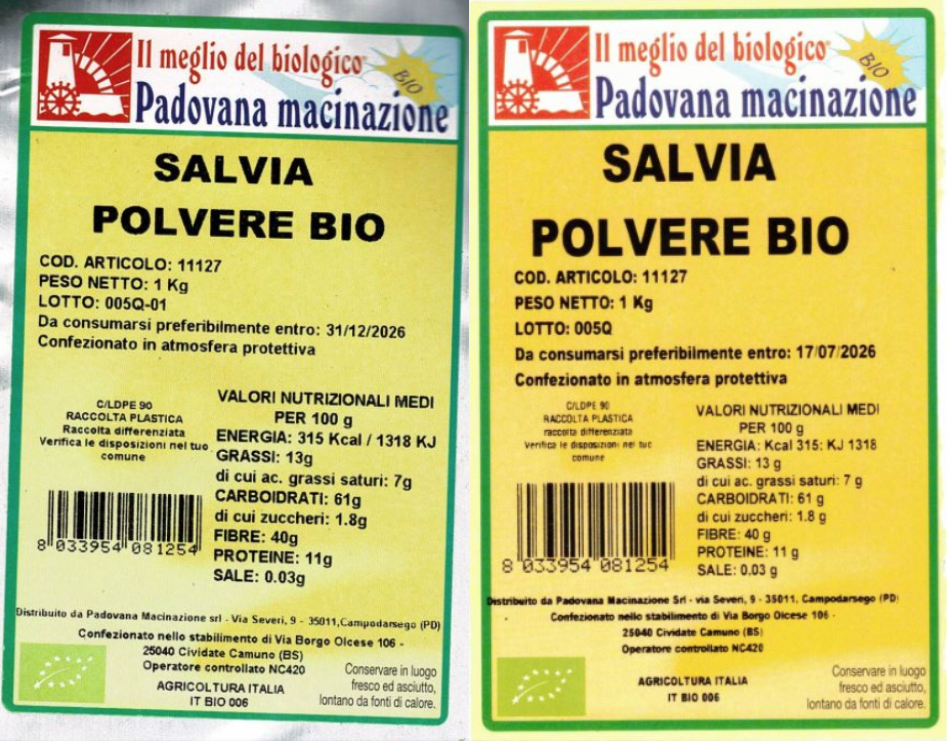 Il meglio del biologico
BIO
Padovana macinazione
SALVIA
POLVERE BIO
COD. ARTICOLO: 11127
PESO NETTO: 1 Kg
LOTTO: 005Q-01
Da consumarsi preferibilmente entro: 31/12/2026
Confezionato in atmosfera protettiva
C/LDPE 90
RACCOLTA PLASTICA
Raccolta differenziata
Verifica le disposizioni nel tuo
comune
VALORI NUTRIZIONALI MEDI
PER 100 g
ENERGIA: 315 Kcal / 1318 KJ
GRASSI: 13g
di cui ac. grassi saturi: 7g
CARBOIDRATI: 61g
di cui zuccheri: 1.8g
FIBRE: 40g
PROTEINE: 11g
SALE: 0.03g
8 033954 081254
Distribuito da Padovana Macinazione srl - Via Severi, 9 - 35011,Campodarsego (PD)
Confezionato nello stabilimento di Via Borgo Olcese 106 -
25040 Cividate Camuno (BS)
Operatore controllato NC420
AGRICOLTURA ITALIA
IT BIO 006
Conservare in luogo
fresco ed asciutto,
lontano da fonti di calore.
Il meglio del biologico
BIO
Padovana macinazione
SALVIA
POLVERE BIO
COD. ARTICOLO: 11127
PESO NETTO: 1 Kg
LOTTO: 005Q
Da consumarsi preferibilmente entro: 17/07/2026
Confezionato in atmosfera protettiva
C/LDPE 90
RACCOLTA PLASTICA
raccolta differenziata
Verifica le disposizioni nel tuo
comune
VALORI NUTRIZIONALI MEDI
PER 100 g
ENERGIA: Kcal 315: KJ 1318
GRASSI: 13 g
di cui ac. grassi saturi: 7 g
CARBOIDRATI: 61 g
di cui zuccheri: 1.8 g
FIBRE: 40 g
PROTEINE: 11 g
SALE: 0.03 g
8 033954 081254
Distribuito da Padovana Macinazione Srl - via Severi, 9 - 35011, Campodarsego (PD)
Confezionato nello stabilimento di Via Borgo Olcese 106 -
25040 Cividate Camuno (BS)
Operatore controllato NC420
AGRICOLTURA ITALIA
IT BIO 006
Conservare in luogo
fresco ed asciutto,
lontano da fonti di calore.